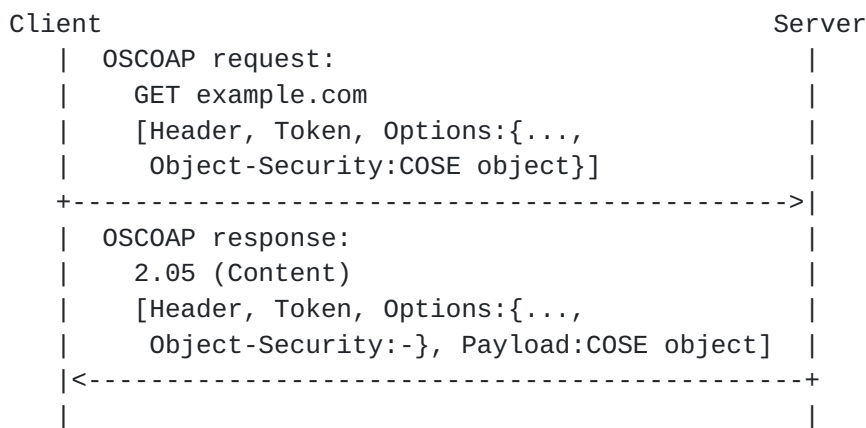 Client                                           Server
   |  OSCOAP request:                              |
   |    GET example.com                            |
   |    [Header, Token, Options:{...,              |
   |     Object-Security:COSE object}]             |
   +---------------------------------------------->|
   |  OSCOAP response:                             |
   |    2.05 (Content)                             |
   |    [Header, Token, Options:{...,              |
   |     Object-Security:-}, Payload:COSE object]  |
   |<----------------------------------------------+
   |                                               |